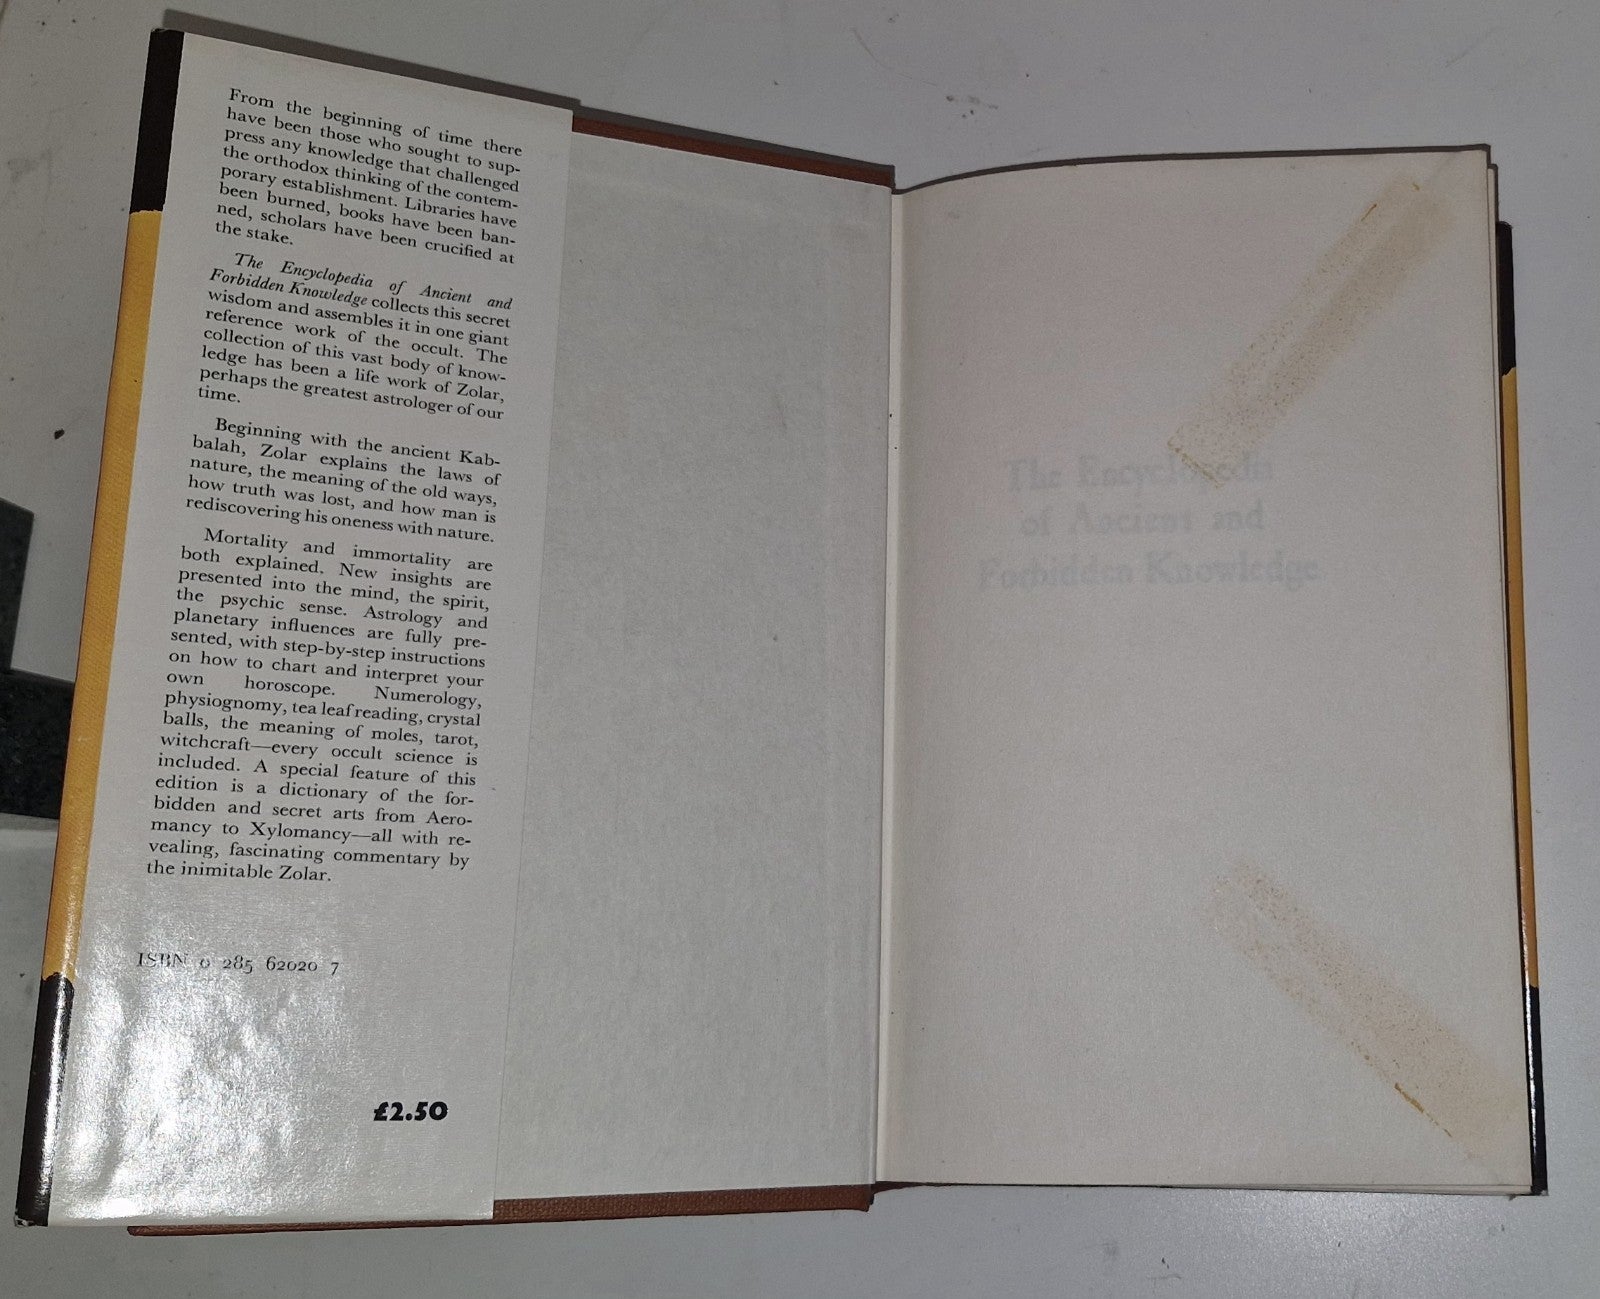 From the beginning of time there
have been those who sought to sup-
press any knowledge that challenged
the orthodox thinking of the contem-
porary establishment. Libraries have
been burned, books have been ban-
ned, scholars have been crucified at
the stake.
The Encyclopedia of Ancient and
Forbidden Knowledge collects this secret
wisdom and assembles it in one giant
reference work of the occult. The
collection of this vast body of know-
ledge has been a life work of Zolar,
perhaps the greatest astrologer of our
time.
Beginning with the ancient Kab-
balah, Zolar explains the laws of
nature, the meaning of the old ways,
how truth was lost, and how man is
rediscovering his oneness with nature.
Mortality and immortality are
both explained. New insights are
presented into the mind, the spirit,
the psychic sense. Astrology and
planetary influences are fully pre-
sented, with step-by-step instructions
on how to chart and interpret your
own horoscope. Numerology,
physiognomy, tea leaf reading, crystal
balls, the meaning of moles, tarot,
witchcraft—every occult science is
included. A special feature of this
edition is a dictionary of the for-
bidden and secret arts from Aero-
mancy to Xylomancy—all with re-
vealing, fascinating commentary by
the inimitable Zolar.
ISBN 0 285 62020 7
£2.50
The Encyclopedia
of Ancient and
Forbidden Knowledge